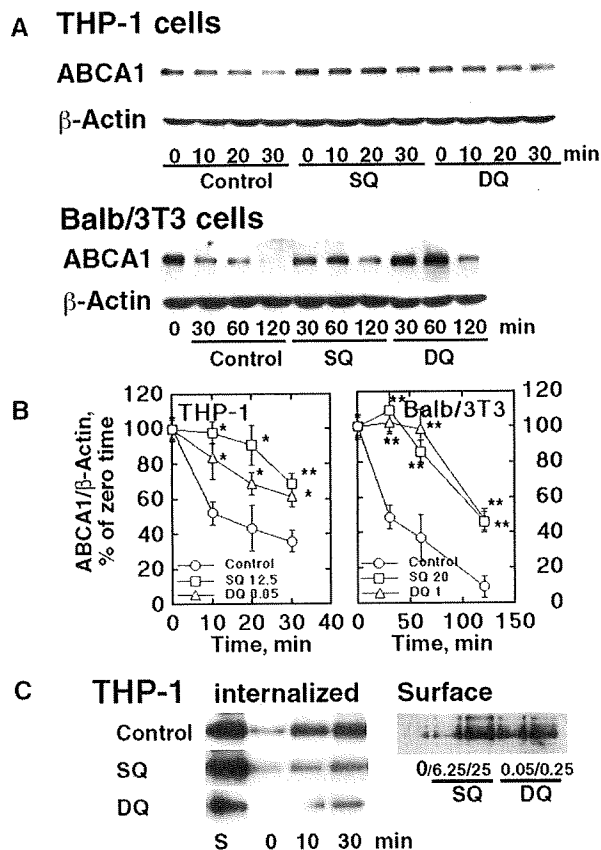 A THP-1 cells
ABCA1
β-Actin
0 10 20 30 0 10 20 30 0 10 20 30 min
Control SQ DQ
Balb/3T3 cells
ABCA1
β-Actin
0 30 60 120 30 60 120 30 60 120 min
Control SQ DQ
B
ABCA1/β-Actin,
% of zero time
120
100
80
60
40
20
0
THP-1
* * **
* * *
Control
SQ 12.5
DQ 0.05
0 10 20 30 40
Time, min
Balb/3T3
** **
** **
**
**
Control
SQ 20
DQ 1
0 50 100 150
Time, min
120
100
80
60
40
20
0
C THP-1 internalized Surface
Control
SQ
DQ
S 0 10 30 min
0/6.25/25 0.05/0.25
SQ DQ